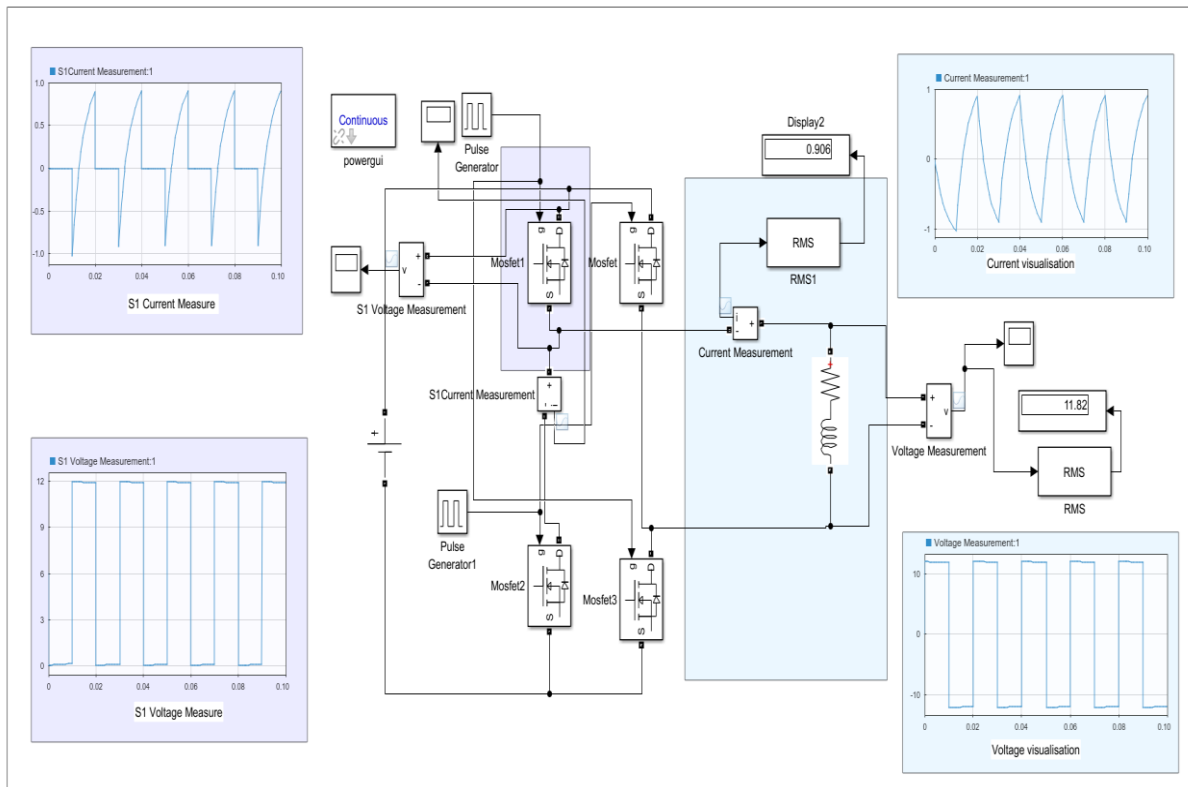 S1Current Measurement:1
1.0
0.5
0
-0.5
-1.0
0
0.02
0.04
0.06
0.08
0.10
S1 Current Measure
Continuous
powergui
Pulse
Generator
Display2
0.906
Current Measurement:1
1
0
-1
0
0.02
0.04
0.06
0.08
0.10
Current visualisation
RMS
RMS1
g
D
S
Mosfet1
g
D
S
Mosfet
+
v
-
S1 Voltage Measurement
i
+
-
Current Measurement
+
S1Current Measurement
+
-
i
+
v
-
Voltage Measurement
11.82
RMS
RMS
S1 Voltage Measurement:1
12
9
6
3
0
0
0.02
0.04
0.06
0.08
0.10
S1 Voltage Measure
+
Pulse
Generator1
g
D
S
Mosfet2
g
D
S
Mosfet3
Voltage Measurement:1
10
0
-10
0
0.02
0.04
0.06
0.08
0.10
Voltage visualisation